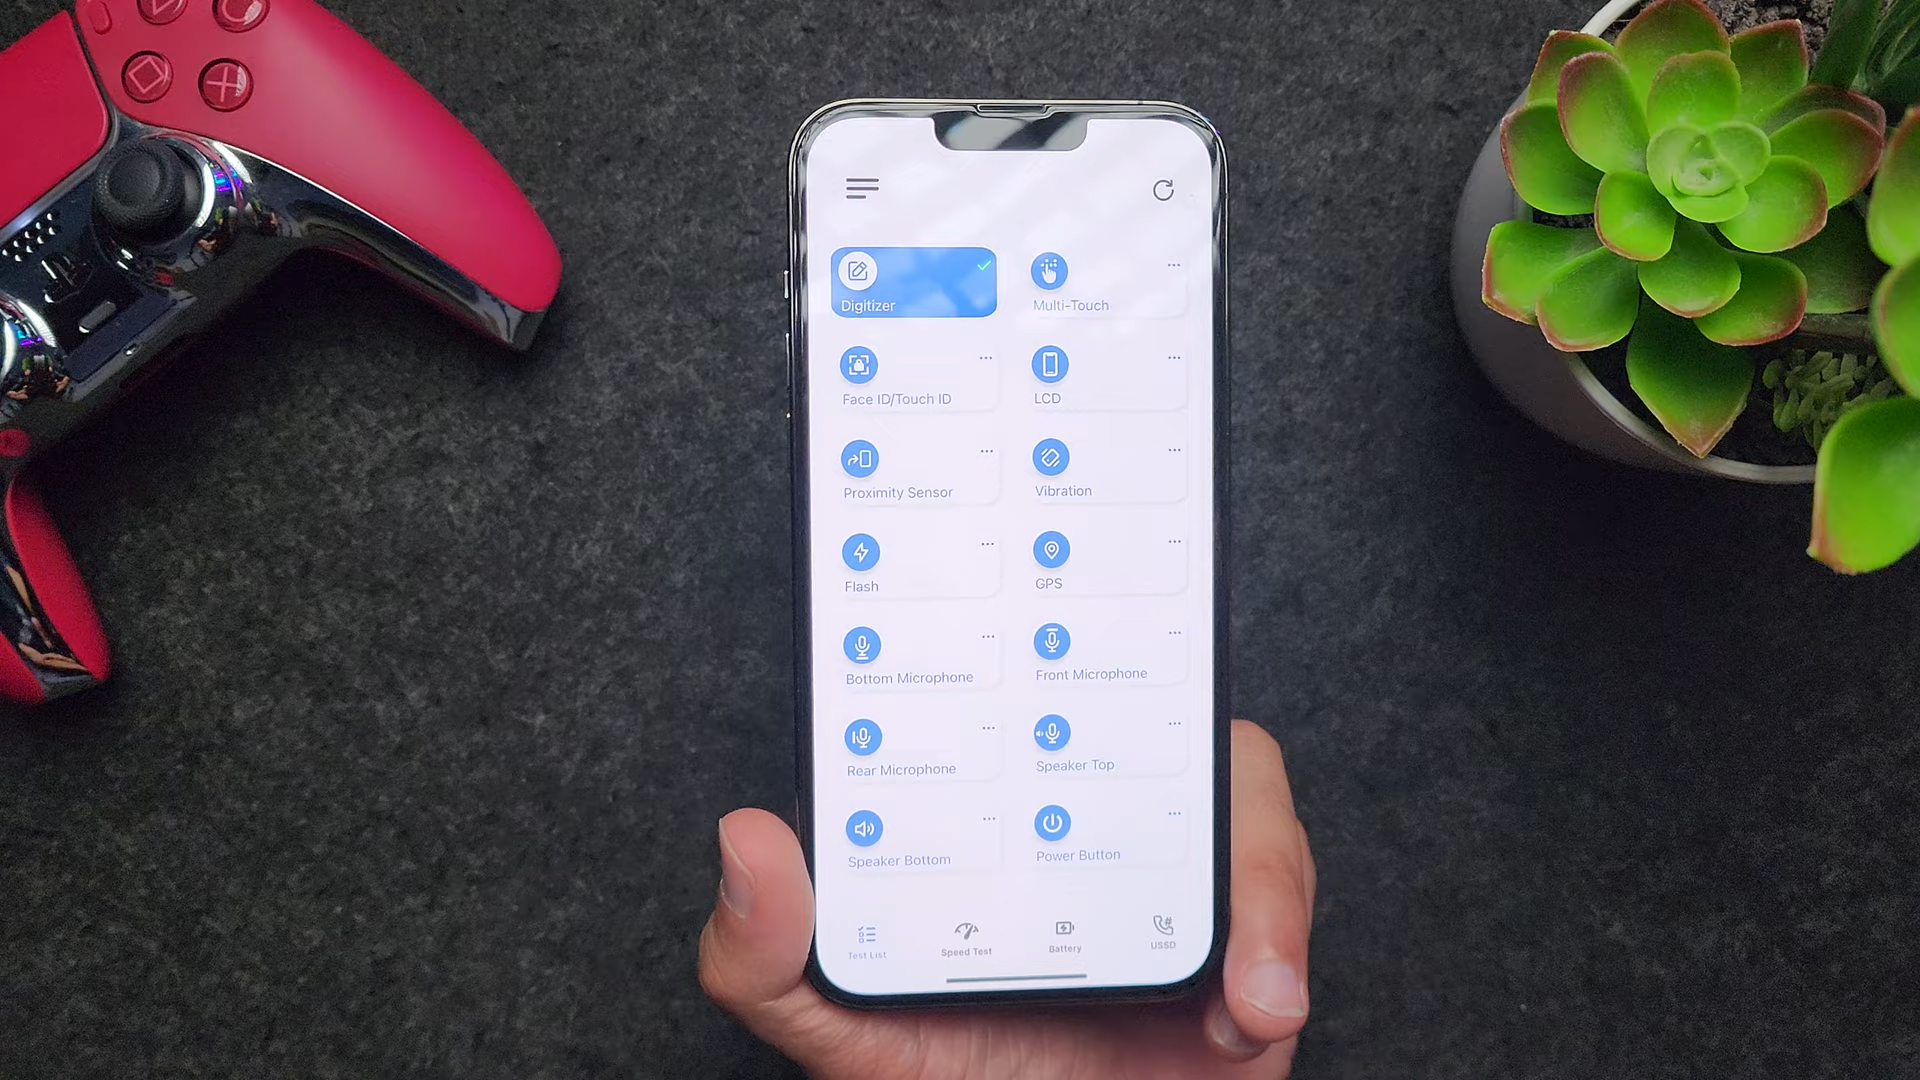 Digitizer
Multi-Touch
Face ID/Touch ID
LCD
Proximity Sensor
Vibration
Flash
GPS
Bottom Microphone
Front Microphone
Rear Microphone
Speaker Top
Speaker Bottom
Power Button
Test List
Speed Test
Battery
USSD